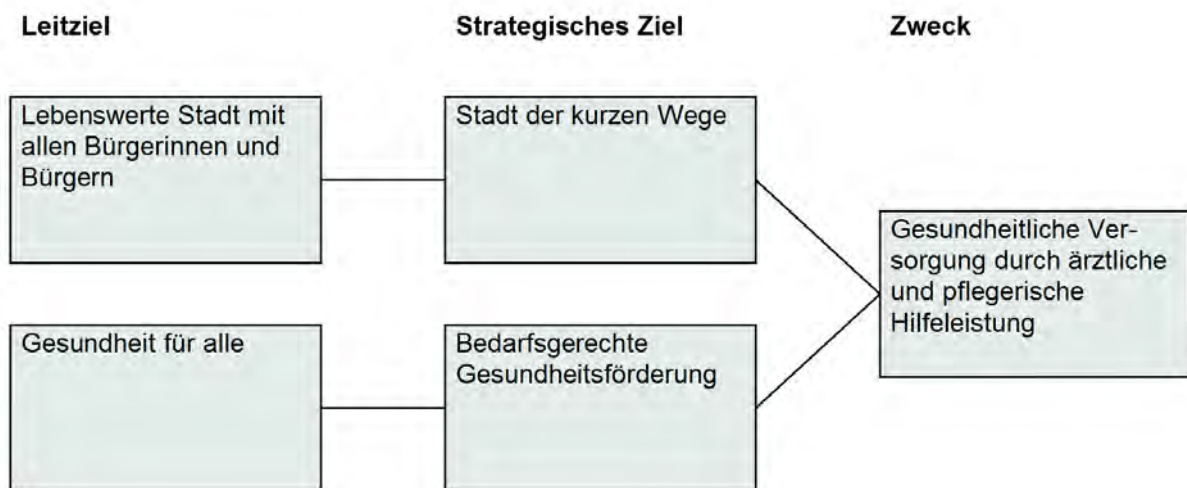 Leitziel
Strategisches Ziel
Zweck
Lebenswerte Stadt mit
allen Bürgerinnen und
Bürgern
Stadt der kurzen Wege
Gesundheitliche Ver-
sorgung durch ärztliche
und pflegerische
Hilfeleistung
Gesundheit für alle
Bedarfsgerechte
Gesundheitsförderung